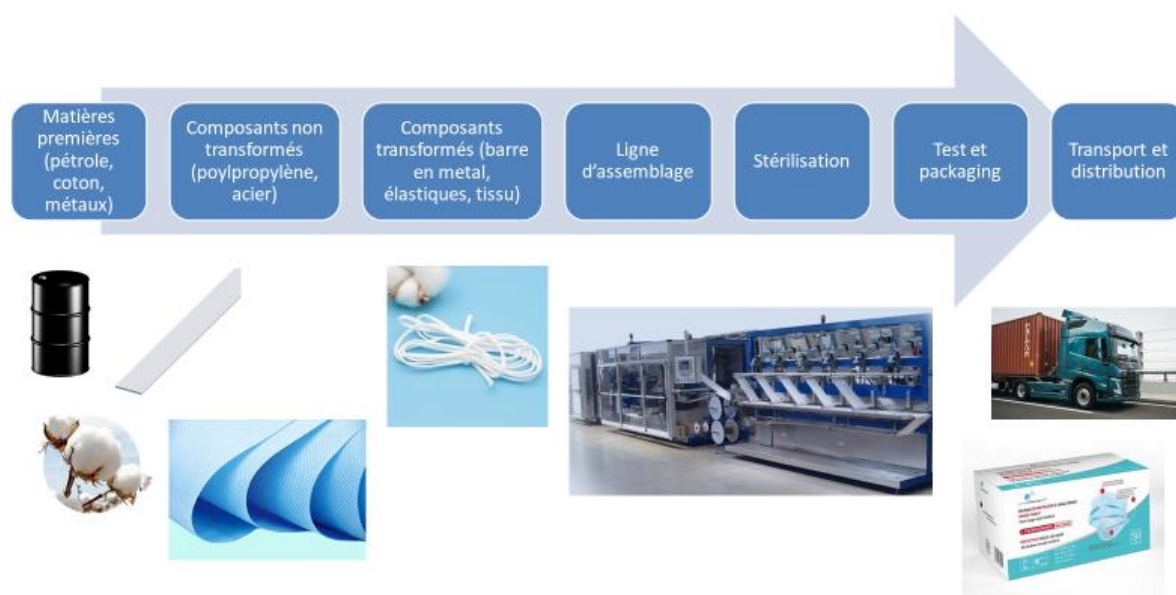 Matières
premières
(pétrole,
coton,
métaux)
Composants non
transformés
(poylpropylène,
acier)
Composants
transformés (barre
en metal,
élastiques, tissu)
Ligne
d'assemblage
Stérilisation
Test et
packaging
Transport et
distribution
50